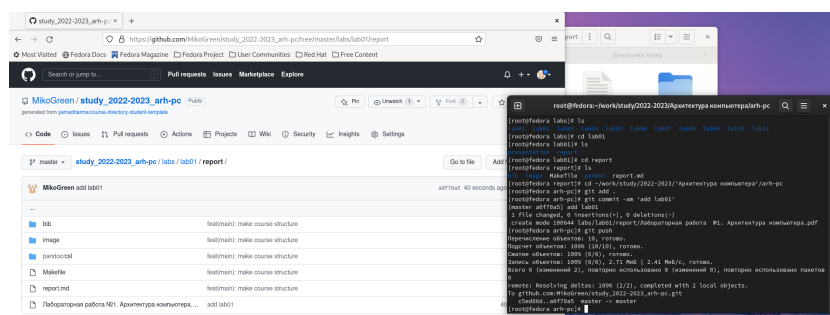 study_2022-2023_arh-pc
https://github.com/MikoGreen/study_2022-2023_arh-pc/tree/master/labs/lab01/report
Most Visited Fedora Docs Fedora Magazine Fedora Project User Communities Red Hat Free Content
Search or jump to... / Pull requests Issues Marketplace Explore
MikoGreen / study_2022-2023_arh-pc Public
Pin Unwatch 1 Fork 0
generated from yamadharma/course-directory-student-template
Code Issues Pull requests Actions Projects Wiki Security Insights Settings
master study_2022-2023_arh-pc / labs / lab01 / report / Go to file Add
MikoGreen add lab01 a0f70a5 40 seconds ago
..
bib feat(main): make course structure
image feat(main): make course structure
pandoc/csl feat(main): make course structure
Makefile feat(main): make course structure
report.md feat(main): make course structure
Лабораторная работа №1. Архитектура компьютера.... add lab01 40
port
Домашняя папка
root@fedora:~/work/study/2022-2023/Архитектура компьютера/arh-pc
[root@fedora labs]# ls
lab01 lab02 lab03 lab04 lab05 lab06 lab07 lab08 lab09 lab10 lab11
[root@fedora labs]# cd lab01
[root@fedora lab01]# ls
presentation report
[root@fedora lab01]# cd report
[root@fedora report]# ls
bib image Makefile pandoc report.md
[root@fedora report]# cd ~/work/study/2022-2023/'Архитектура компьютера'/arh-pc
[root@fedora arh-pc]# git add .
[root@fedora arh-pc]# git commit -am 'add lab01'
[master a0f70a5] add lab01
1 file changed, 0 insertions(+), 0 deletions(-)
create mode 100644 labs/lab01/report/Лабораторная работа №1. Архитектура компьютера.pdf
[root@fedora arh-pc]# git push
Перечисление объектов: 10, готово.
Подсчет объектов: 100% (10/10), готово.
Сжатие объектов: 100% (6/6), готово.
Запись объектов: 100% (6/6), 2.71 МиБ | 2.41 МиБ/с, готово.
Всего 6 (изменений 2), повторно использовано 0 (изменений 0), повторно использовано пакетов
0
remote: Resolving deltas: 100% (2/2), completed with 2 local objects.
To github.com:MikoGreen/study_2022-2023_arh-pc.git
c5ed86d..a0f70a5 master -> master
[root@fedora arh-pc]#